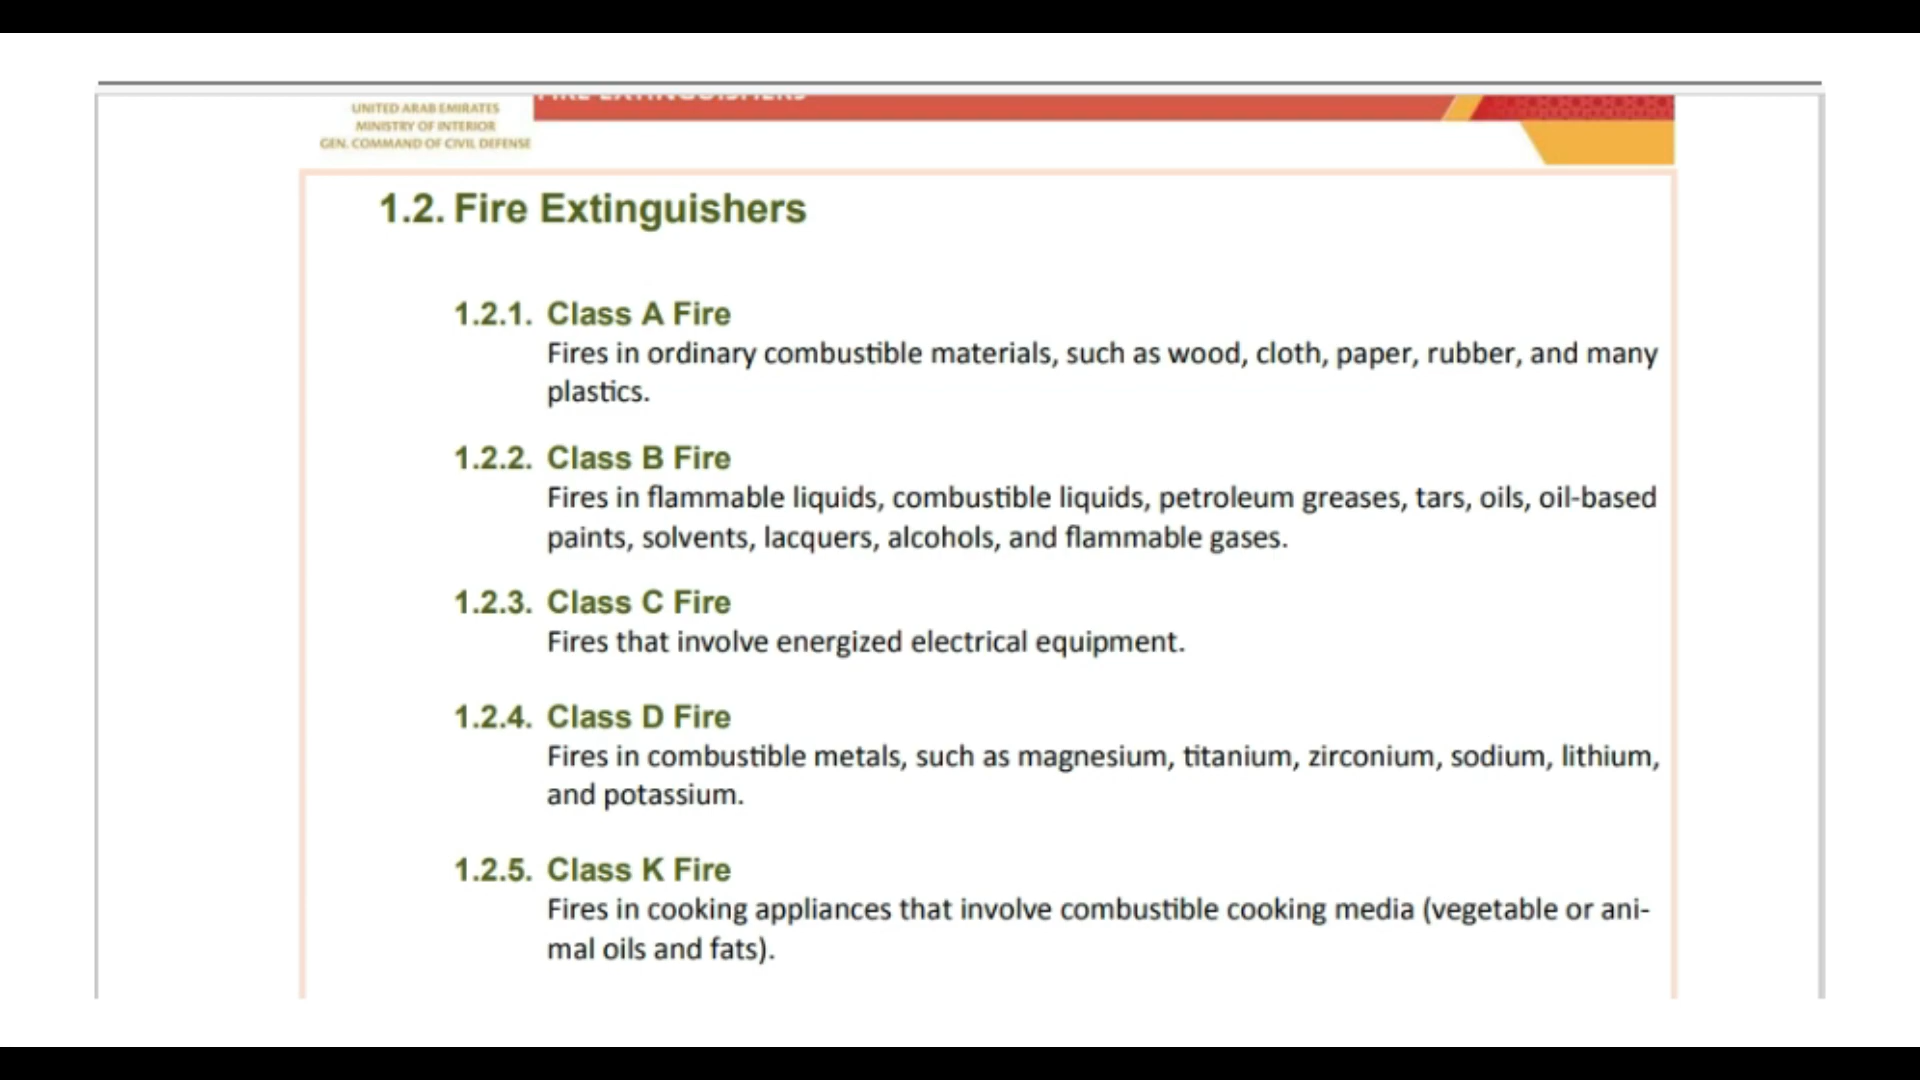 FIRE EXTINGUISHERS
UNITED ARAB EMIRATES
MINISTRY OF INTERIOR
GEN. COMMAND OF CIVIL DEFENSE
1.2. Fire Extinguishers
1.2.1. Class A Fire
Fires in ordinary combustible materials, such as wood, cloth, paper, rubber, and many
plastics.
1.2.2. Class B Fire
Fires in flammable liquids, combustible liquids, petroleum greases, tars, oils, oil-based
paints, solvents, lacquers, alcohols, and flammable gases.
1.2.3. Class C Fire
Fires that involve energized electrical equipment.
1.2.4. Class D Fire
Fires in combustible metals, such as magnesium, titanium, zirconium, sodium, lithium,
and potassium.
1.2.5. Class K Fire
Fires in cooking appliances that involve combustible cooking media (vegetable or ani-
mal oils and fats).